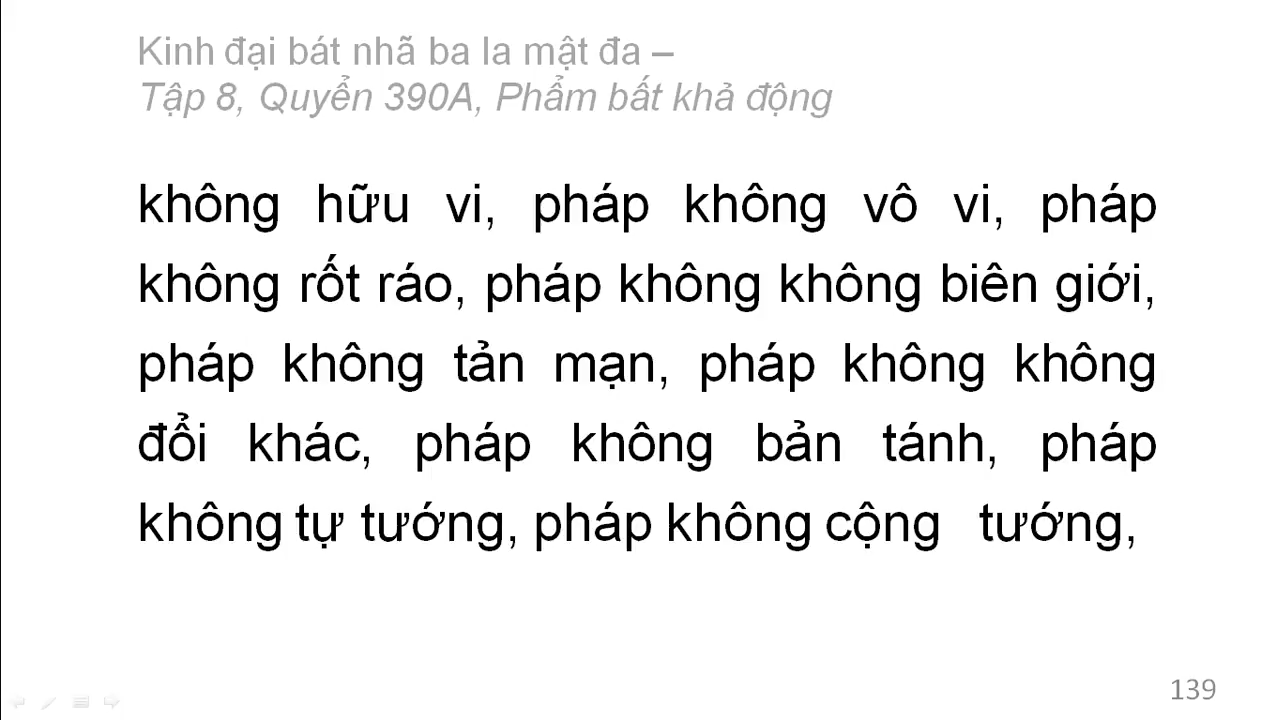 Kinh đại bát nhã ba la mật đa –
Tập 8, Quyển 390A, Phẩm bất khả động
không hữu vi, pháp không vô vi, pháp
không rốt ráo, pháp không không biên giới,
pháp không tản mạn, pháp không không
đổi khác, pháp không bản tánh, pháp
không tự tướng, pháp không cộng tướng,
139